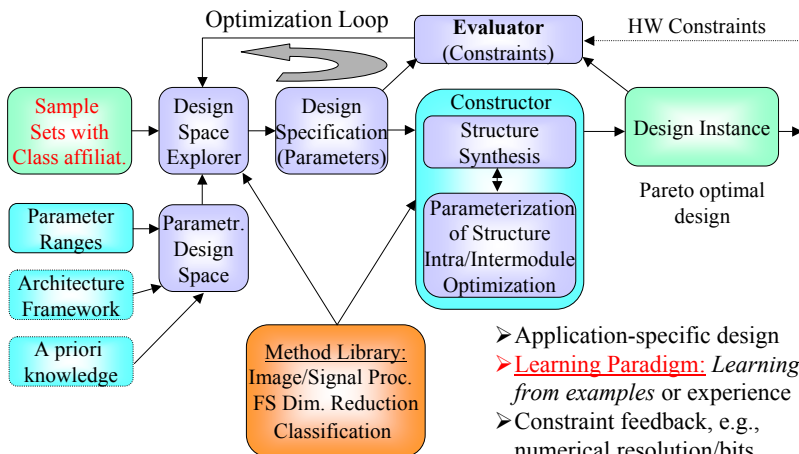 Optimization Loop
Evaluator
(Constraints)
HW Constraints
Sample
Sets with
Class affiliat.
Design
Space
Explorer
Design
Specification
(Parameters)
Constructor
Structure
Synthesis
Parameterization
of Structure
Intra/Intermodule
Optimization
Design Instance
Pareto optimal
design
Parameter
Ranges
Parametr.
Design
Space
Architecture
Framework
A priori
knowledge
Method Library:
Image/Signal Proc.
FS Dim. Reduction
Classification
➢Application-specific design
➢Learning Paradigm: Learning
from examples or experience
➢Constraint feedback, e.g.,
numerical resolution/bits